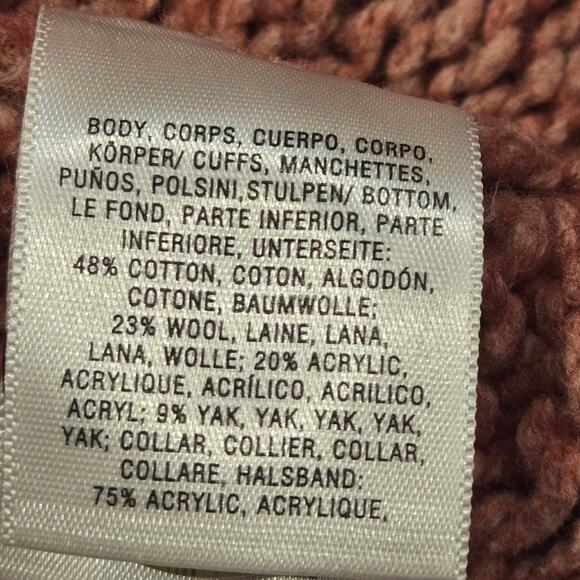 BODY, CORPS, CUERPO, CORPO,
KÖRPER/ CUFFS, MANCHETTES,
PUÑOS, POLSINI,STULPEN/ BOTTOM,
LE FOND, PARTE INFERIOR, PARTE
INFERIORE, UNTERSEITE:
48% COTTON, COTON, ALGODÓN,
COTONE, BAUMWOLLE;
23% WOOL, LAINE, LANA,
LANA, WOLLE; 20% ACRYLIC,
ACRYLIQUE, ACRÍLICO, ACRILICO,
ACRYL; 9% YAK, YAK, YAK, YAK,
YAK; COLLAR, COLLIER, COLLAR,
COLLARE, HALSBAND:
75% ACRYLIC, ACRYLIQUE,